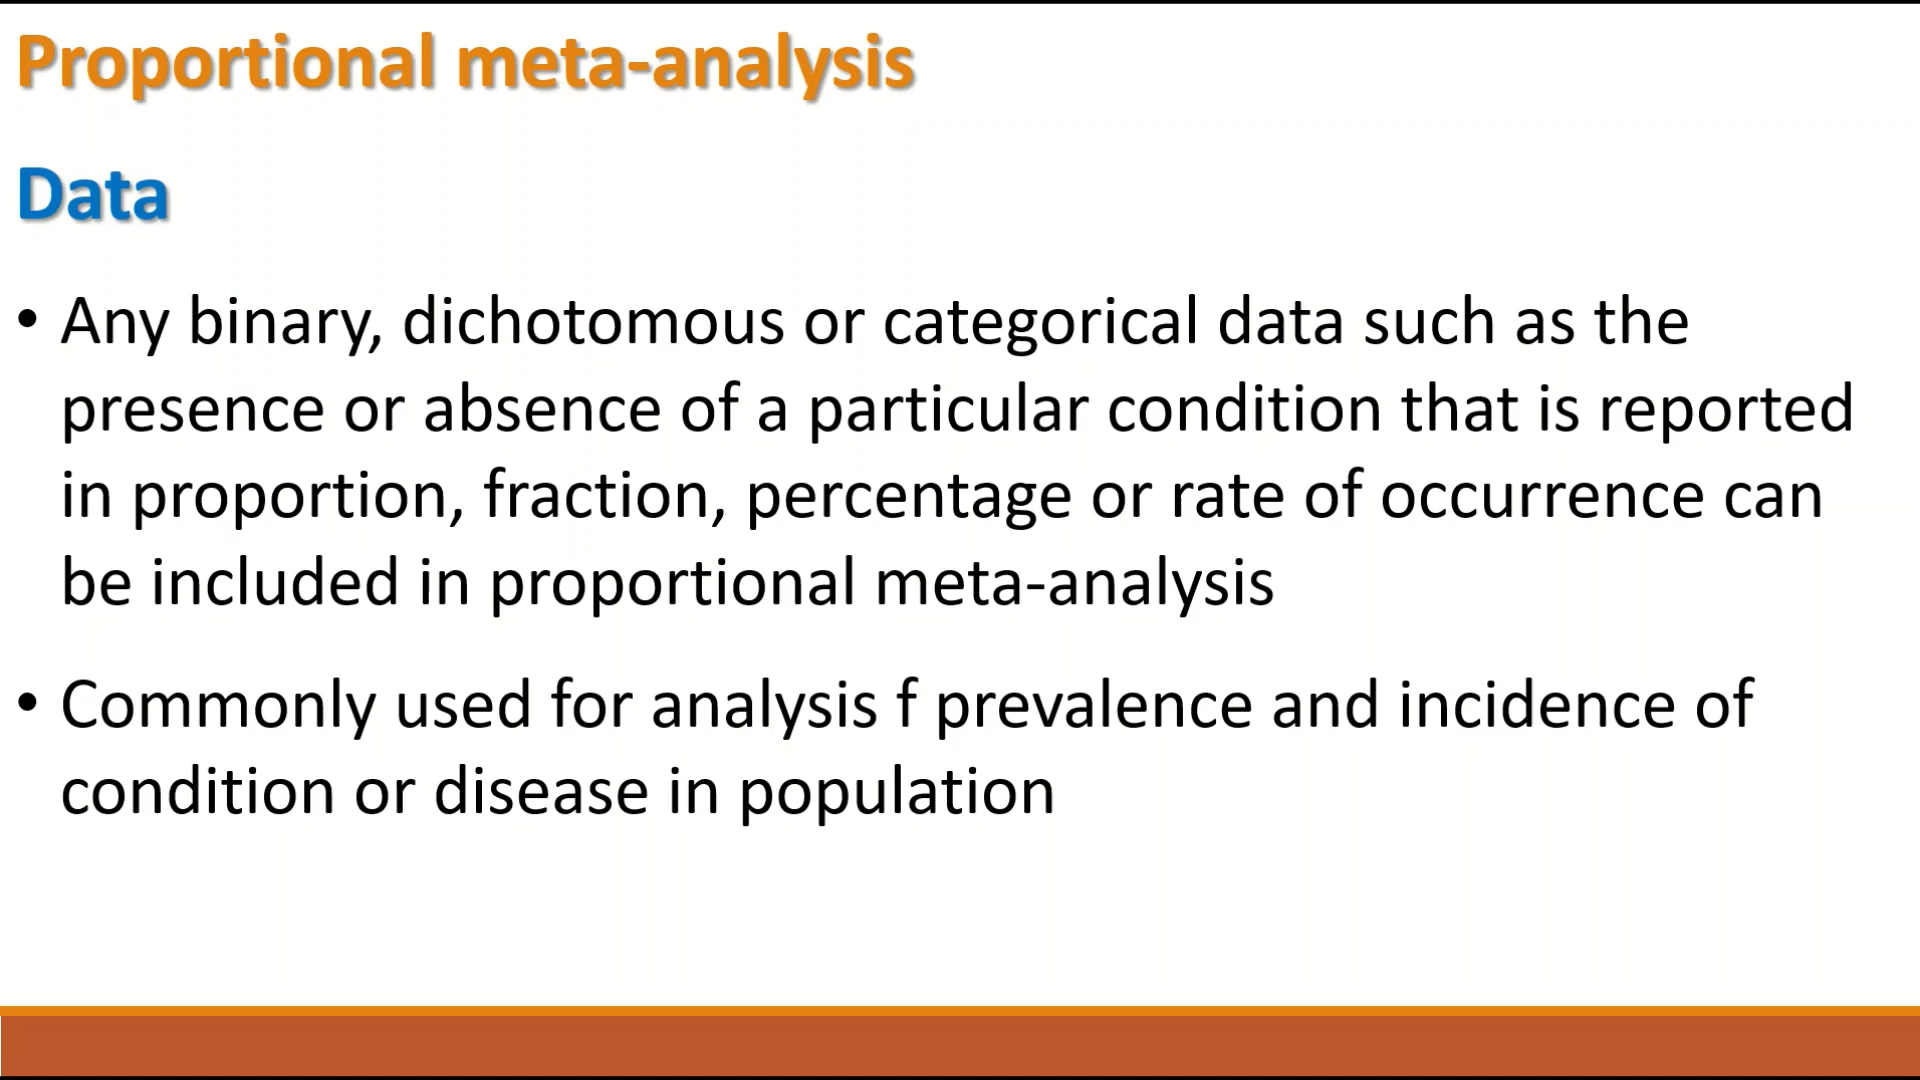 Proportional meta-analysis
Data
• Any binary, dichotomous or categorical data such as the
presence or absence of a particular condition that is reported
in proportion, fraction, percentage or rate of occurrence can
be included in proportional meta-analysis
• Commonly used for analysis f prevalence and incidence of
condition or disease in population